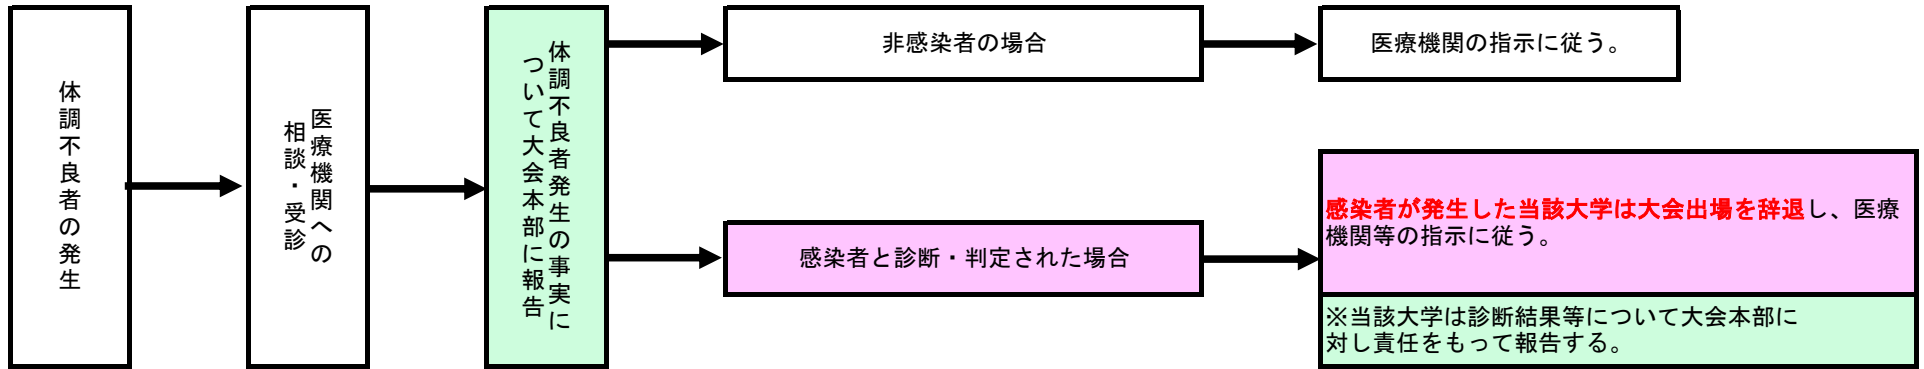 体調不良者の発生
医療機関への
相談・受診
体調不良者発生の事実に
ついて大会本部に報告
非感染者の場合
医療機関の指示に従う。
感染者と診断・判定された場合
感染者が発生した当該大学は大会出場を辞退し、医療
機関等の指示に従う。
※当該大学は診断結果等について大会本部に
対し責任をもって報告する。